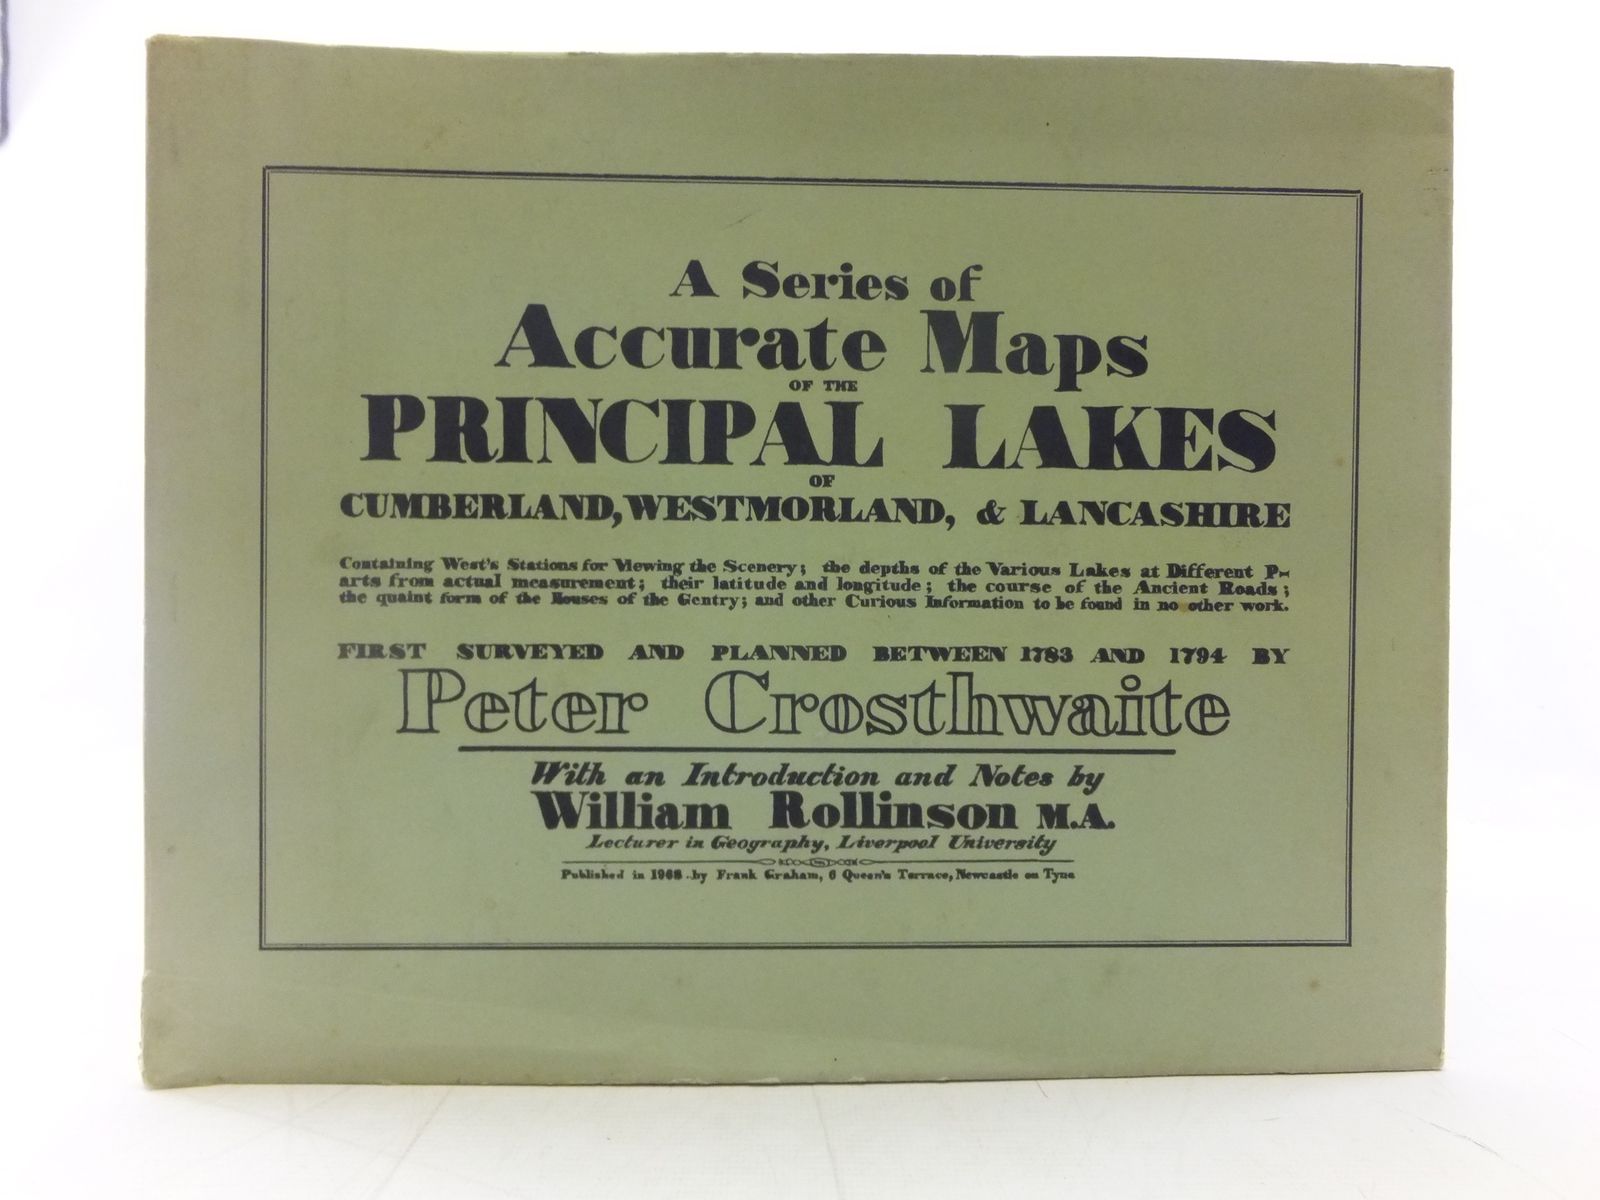 A Series of
Accurate Maps
OF THE
PRINCIPAL LAKES
OF
CUMBERLAND, WESTMORLAND, & LANCASHIRE
Containing West's Stations for Viewing the Scenery; the depths of the Various Lakes at Different P-
arts from actual measurement; their latitude and longitude; the course of the Ancient Roads;
the quaint form of the Houses of the Gentry; and other Curious Information to be found in no other work.
FIRST SURVEYED AND PLANNED BETWEEN 1783 AND 1794 BY
Peter Crosthwaite
With an Introduction and Notes by
William Rollinson M.A.
Lecturer in Geography, Liverpool University
Published in 1968 by Frank Graham, 6 Queen's Terrace, Newcastle on Tyne